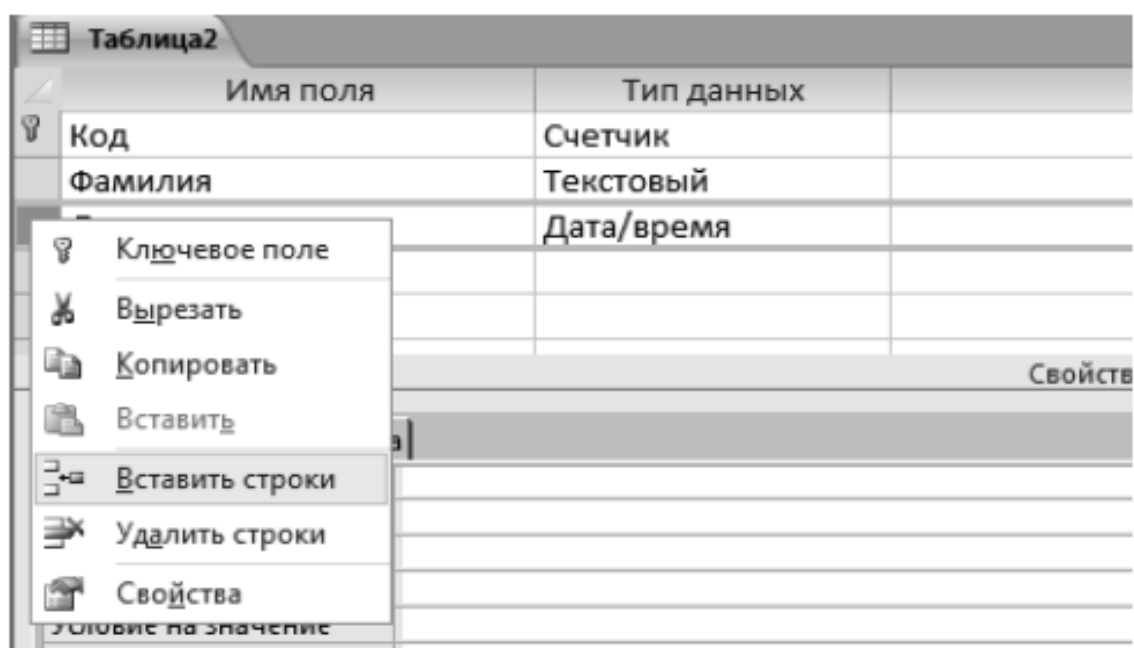 Таблица2
Имя поля Тип данных
Код Счетчик
Фамилия Текстовый
Дата/время
Ключевое поле
Вырезать
Копировать
Свойств
Вставить
а
Вставить строки
Удалить строки
Свойства
Условие на значение